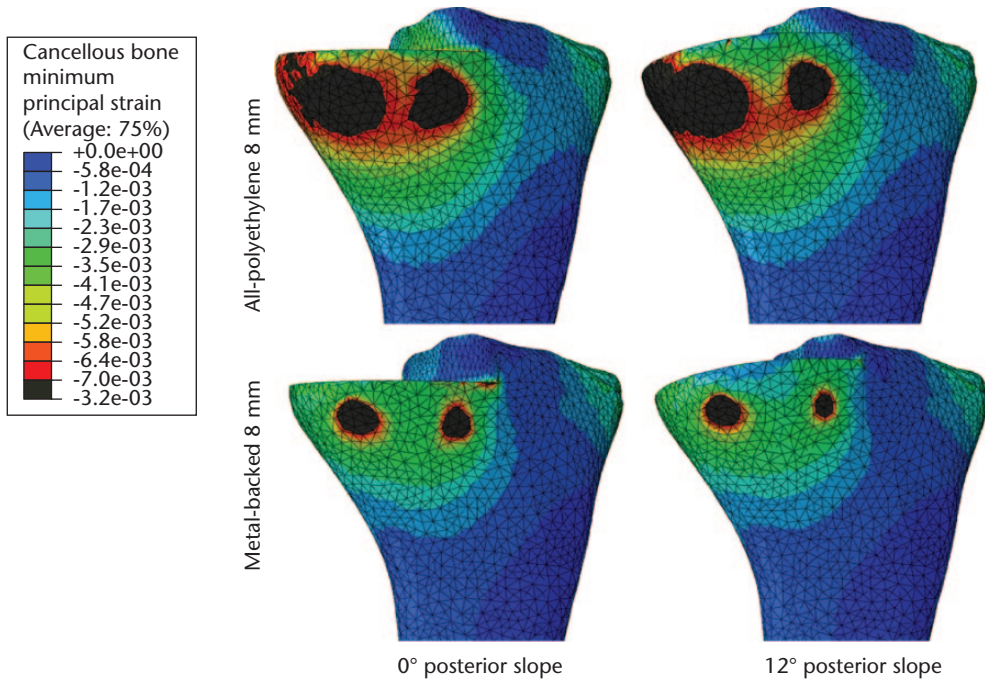 Cancellous bone
minimum
principal strain
(Average: 75%)
+0.0e+00
-5.8e-04
-1.2e-03
-1.7e-03
-2.3e-03
-2.9e-03
-3.5e-03
-4.1e-03
-4.7e-03
-5.2e-03
-5.8e-03
-6.4e-03
-7.0e-03
-3.2e-03
All-polyethylene 8 mm
Metal-backed 8 mm
0° posterior slope
12° posterior slope